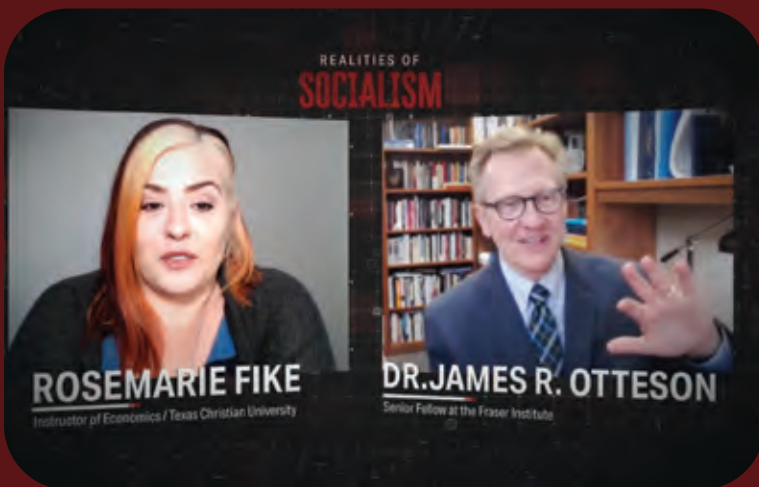 REALITIES OF
SOCIALISM
ROSEMARIE FIKE
Instructor of Economics / Texas Christian University
DR.JAMES R. OTTESON
Senior Fellow at the Fraser Institute